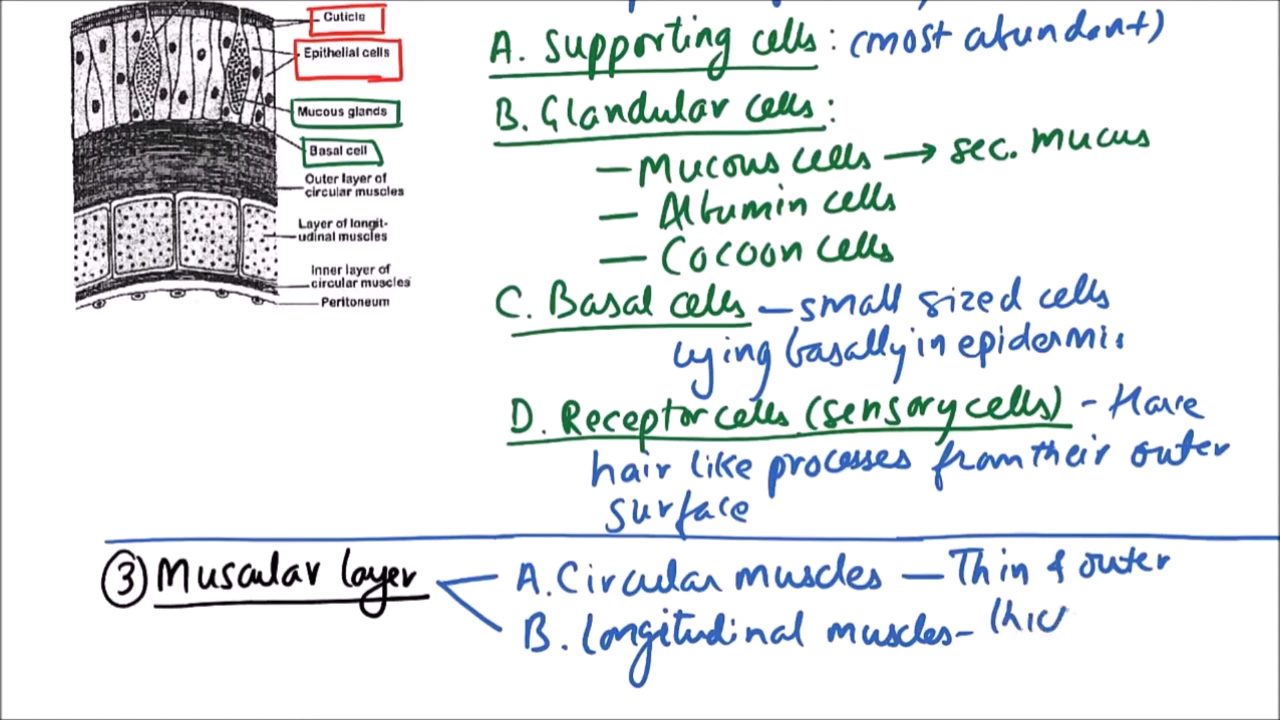 Cuticle
Epithelial cells
Mucous glands
Basal cell
Outer layer of
circular muscles
Layer of longit-
udinal muscles
Inner layer of
circular muscles
Peritoneum
A. Supporting cells: (most abundant)
B. Glandular cells:
— Mucous cells → sec. mucus
— Albumin cells
— Cocoon cells
C. Basal cells — small sized cells
lying basally in epidermis
D. Receptor cells (sensory cells) - Have
hair like processes from their outer
surface
③ Muscular layer
A. Circular muscles — Thin & outer
B. Longitudinal muscles- thic